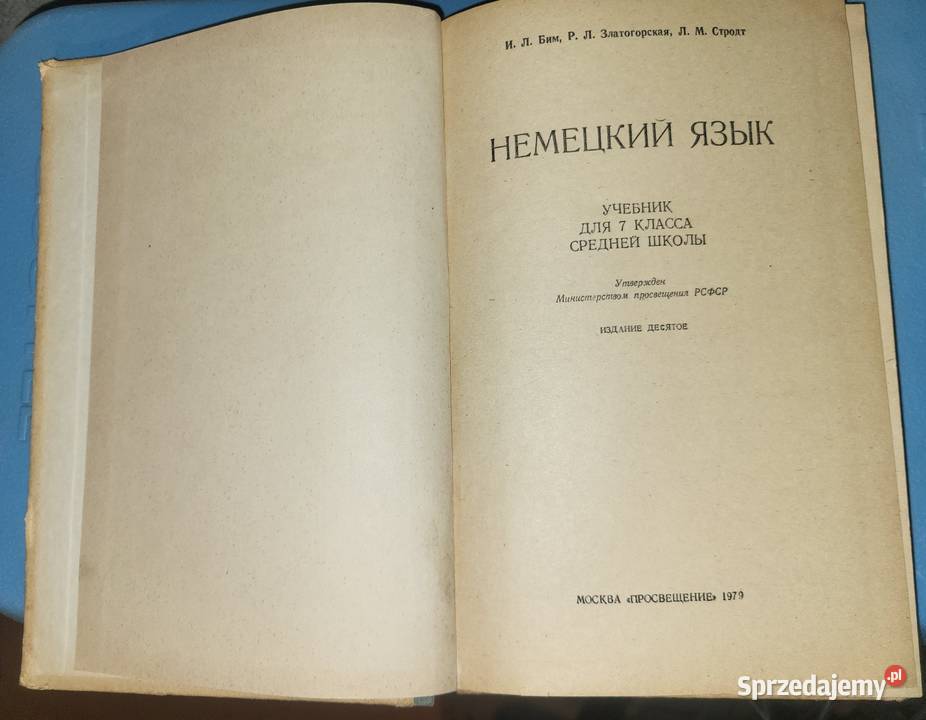 И. Л. Бим, Р. Л. Златогорская, Л. М. Стродт
НЕМЕЦКИЙ ЯЗЫК
УЧЕБНИК
ДЛЯ 7 КЛАССА
СРЕДНЕЙ ШКОЛЫ
Утвержден
Министерством просвещения РСФСР
ИЗДАНИЕ ДЕСЯТОЕ
МОСКВА «ПРОСВЕЩЕНИЕ» 1979
Sprzedajemy.pl